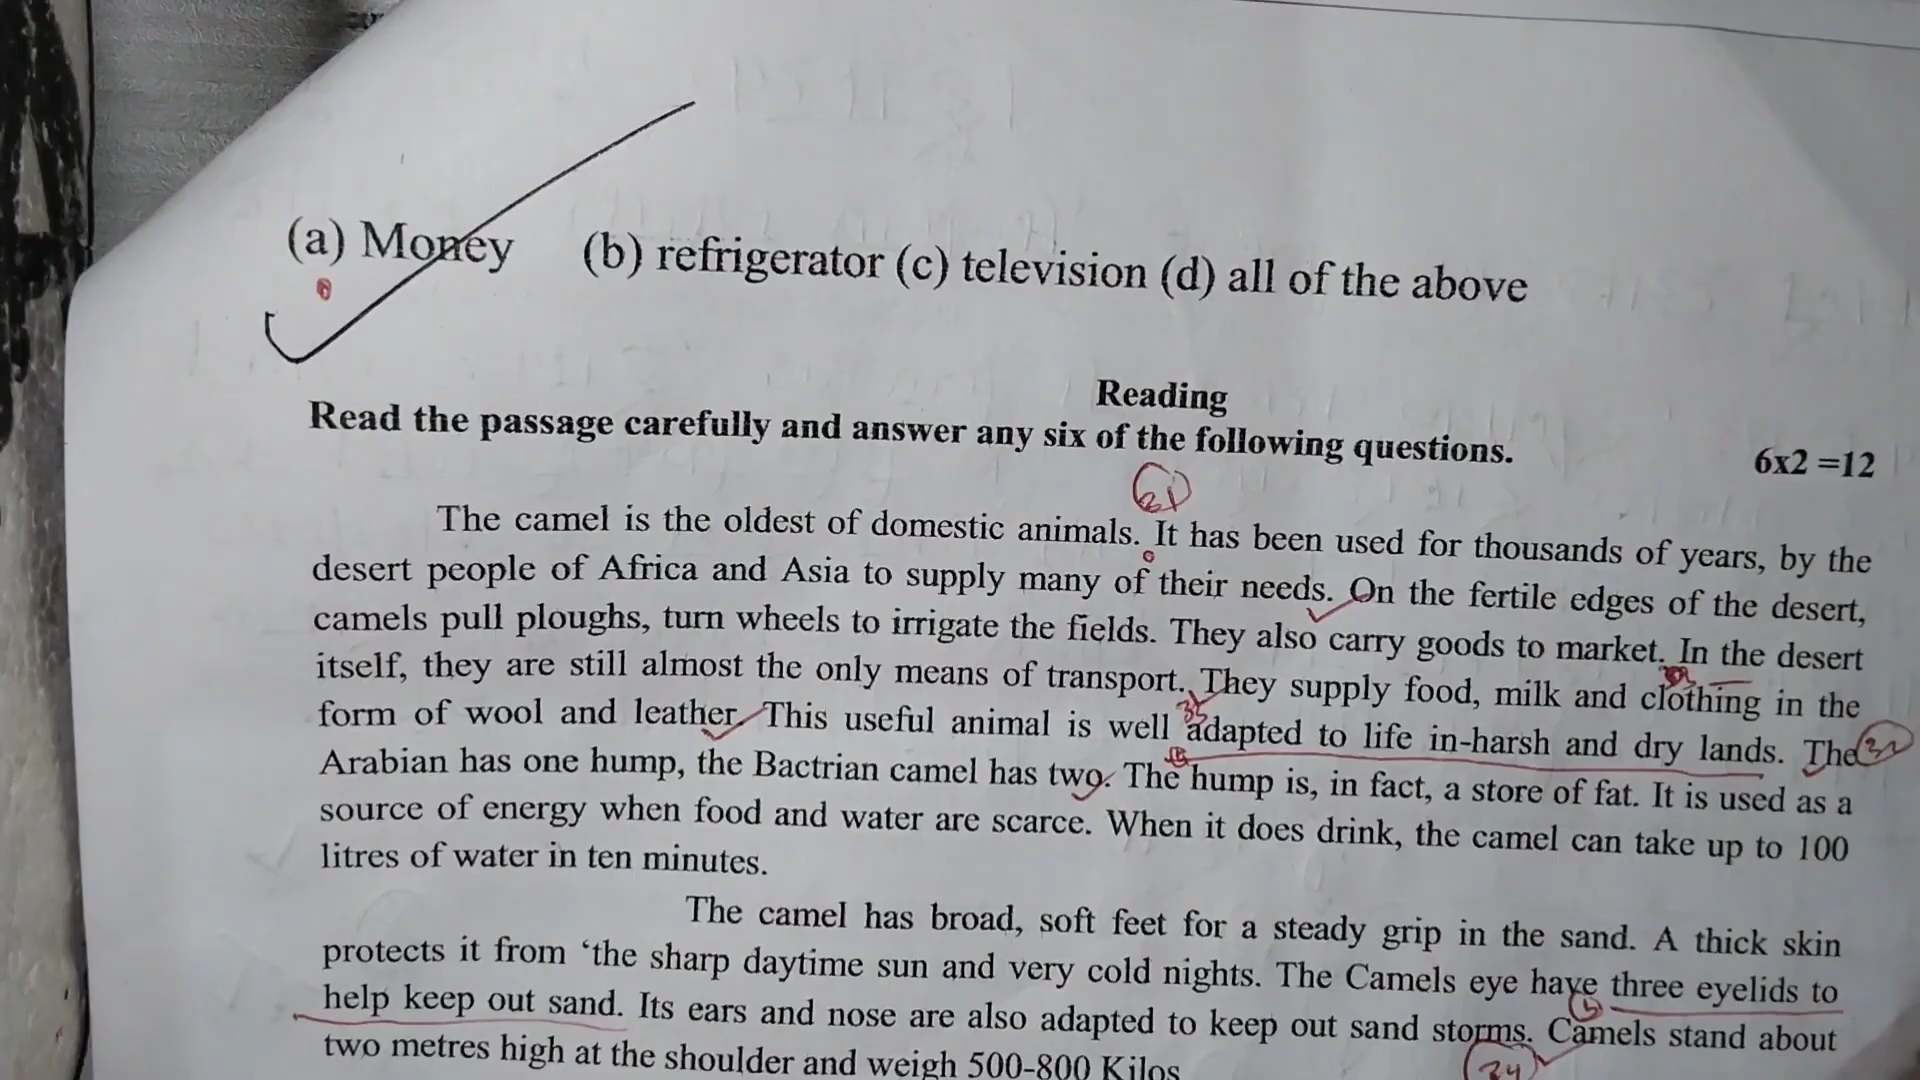 (a) Money (b) refrigerator (c) television (d) all of the above
Reading
Read the passage carefully and answer any six of the following questions. 6x2 =12
31
The camel is the oldest of domestic animals. It has been used for thousands of years, by the
desert people of Africa and Asia to supply many of their needs. On the fertile edges of the desert,
camels pull ploughs, turn wheels to irrigate the fields. They also carry goods to market. In the desert
itself, they are still almost the only means of transport. They supply food, milk and clothing in the
form of wool and leather. This useful animal is well adapted to life in-harsh and dry lands. The 32
Arabian has one hump, the Bactrian camel has two. The hump is, in fact, a store of fat. It is used as a
source of energy when food and water are scarce. When it does drink, the camel can take up to 100
litres of water in ten minutes.
The camel has broad, soft feet for a steady grip in the sand. A thick skin
protects it from ‘the sharp daytime sun and very cold nights. The Camels eye have three eyelids to
help keep out sand. Its ears and nose are also adapted to keep out sand storms. Camels stand about
two metres high at the shoulder and weigh 500-800 Kilos
34